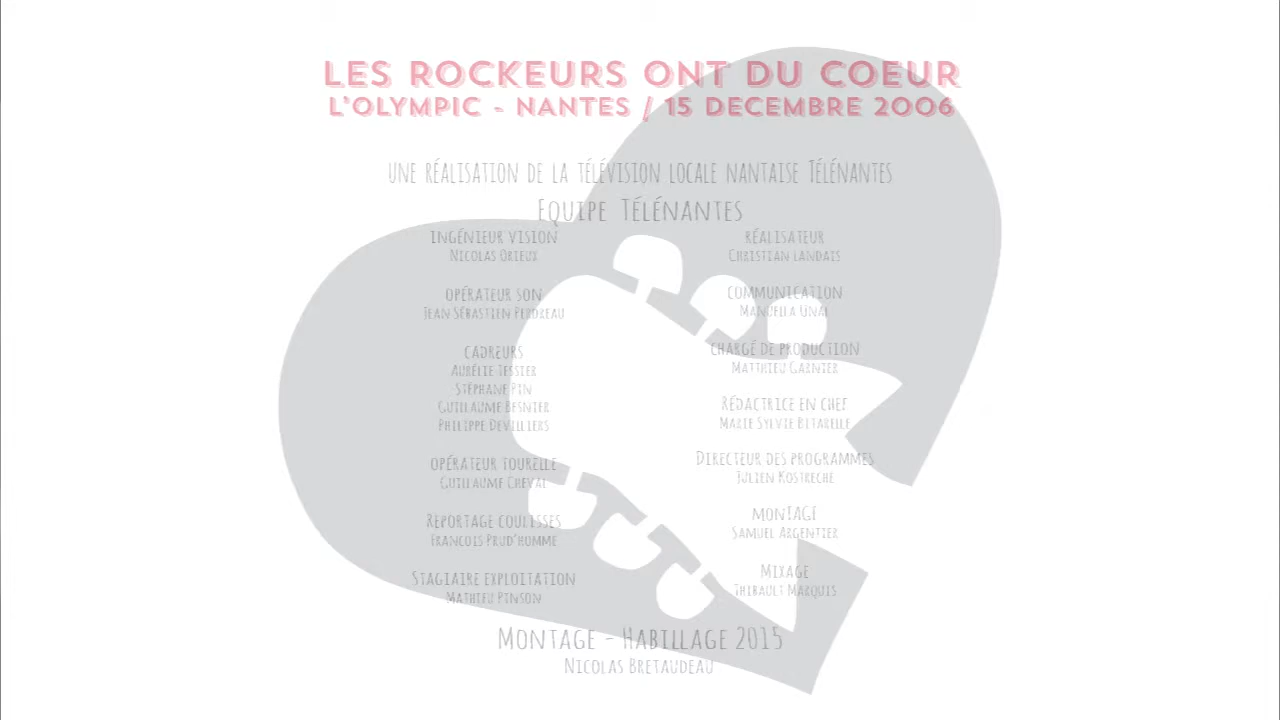 LES ROCKEURS ONT DU COEUR
L'OLYMPIC - NANTES / 15 DECEMBRE 2006
UNE RÉALISATION DE LA TÉLÉVISION LOCALE NANTAISE TÉLÉNANTES
EQUIPE TÉLÉNANTES
INGÉNIEUR VISION
NICOLAS ORIEUX
OPÉRATEUR SON
JEAN SÉBASTIEN PERDREAU
CADREURS
AURÉLIE TESSIER
STÉPHANE PIN
GUILLAUME BESNIER
PHILIPPE DEVILLIERS
OPÉRATEUR TOURELLE
GUILLAUME CHEVAL
REPORTAGE COULISSES
FRANCOIS PRUD'HOMME
STAGIAIRE EXPLOITATION
MATHIEU PINSON
RÉALISATEUR
CHRISTIAN LANDAIS
COMMUNICATION
MANUELLA UNAL
CHARGÉ DE PRODUCTION
MATTHIEU GARNIER
RÉDACTRICE EN CHEF
MARIE SYLVIE BITARELLE
DIRECTEUR DES PROGRAMMES
JULIEN KOSTRECHE
MONTAGE
SAMUEL ARGENTIER
MIXAGE
THIBAULT MARQUIS
MONTAGE - HABILLAGE 2015
NICOLAS BRETAUDEAU